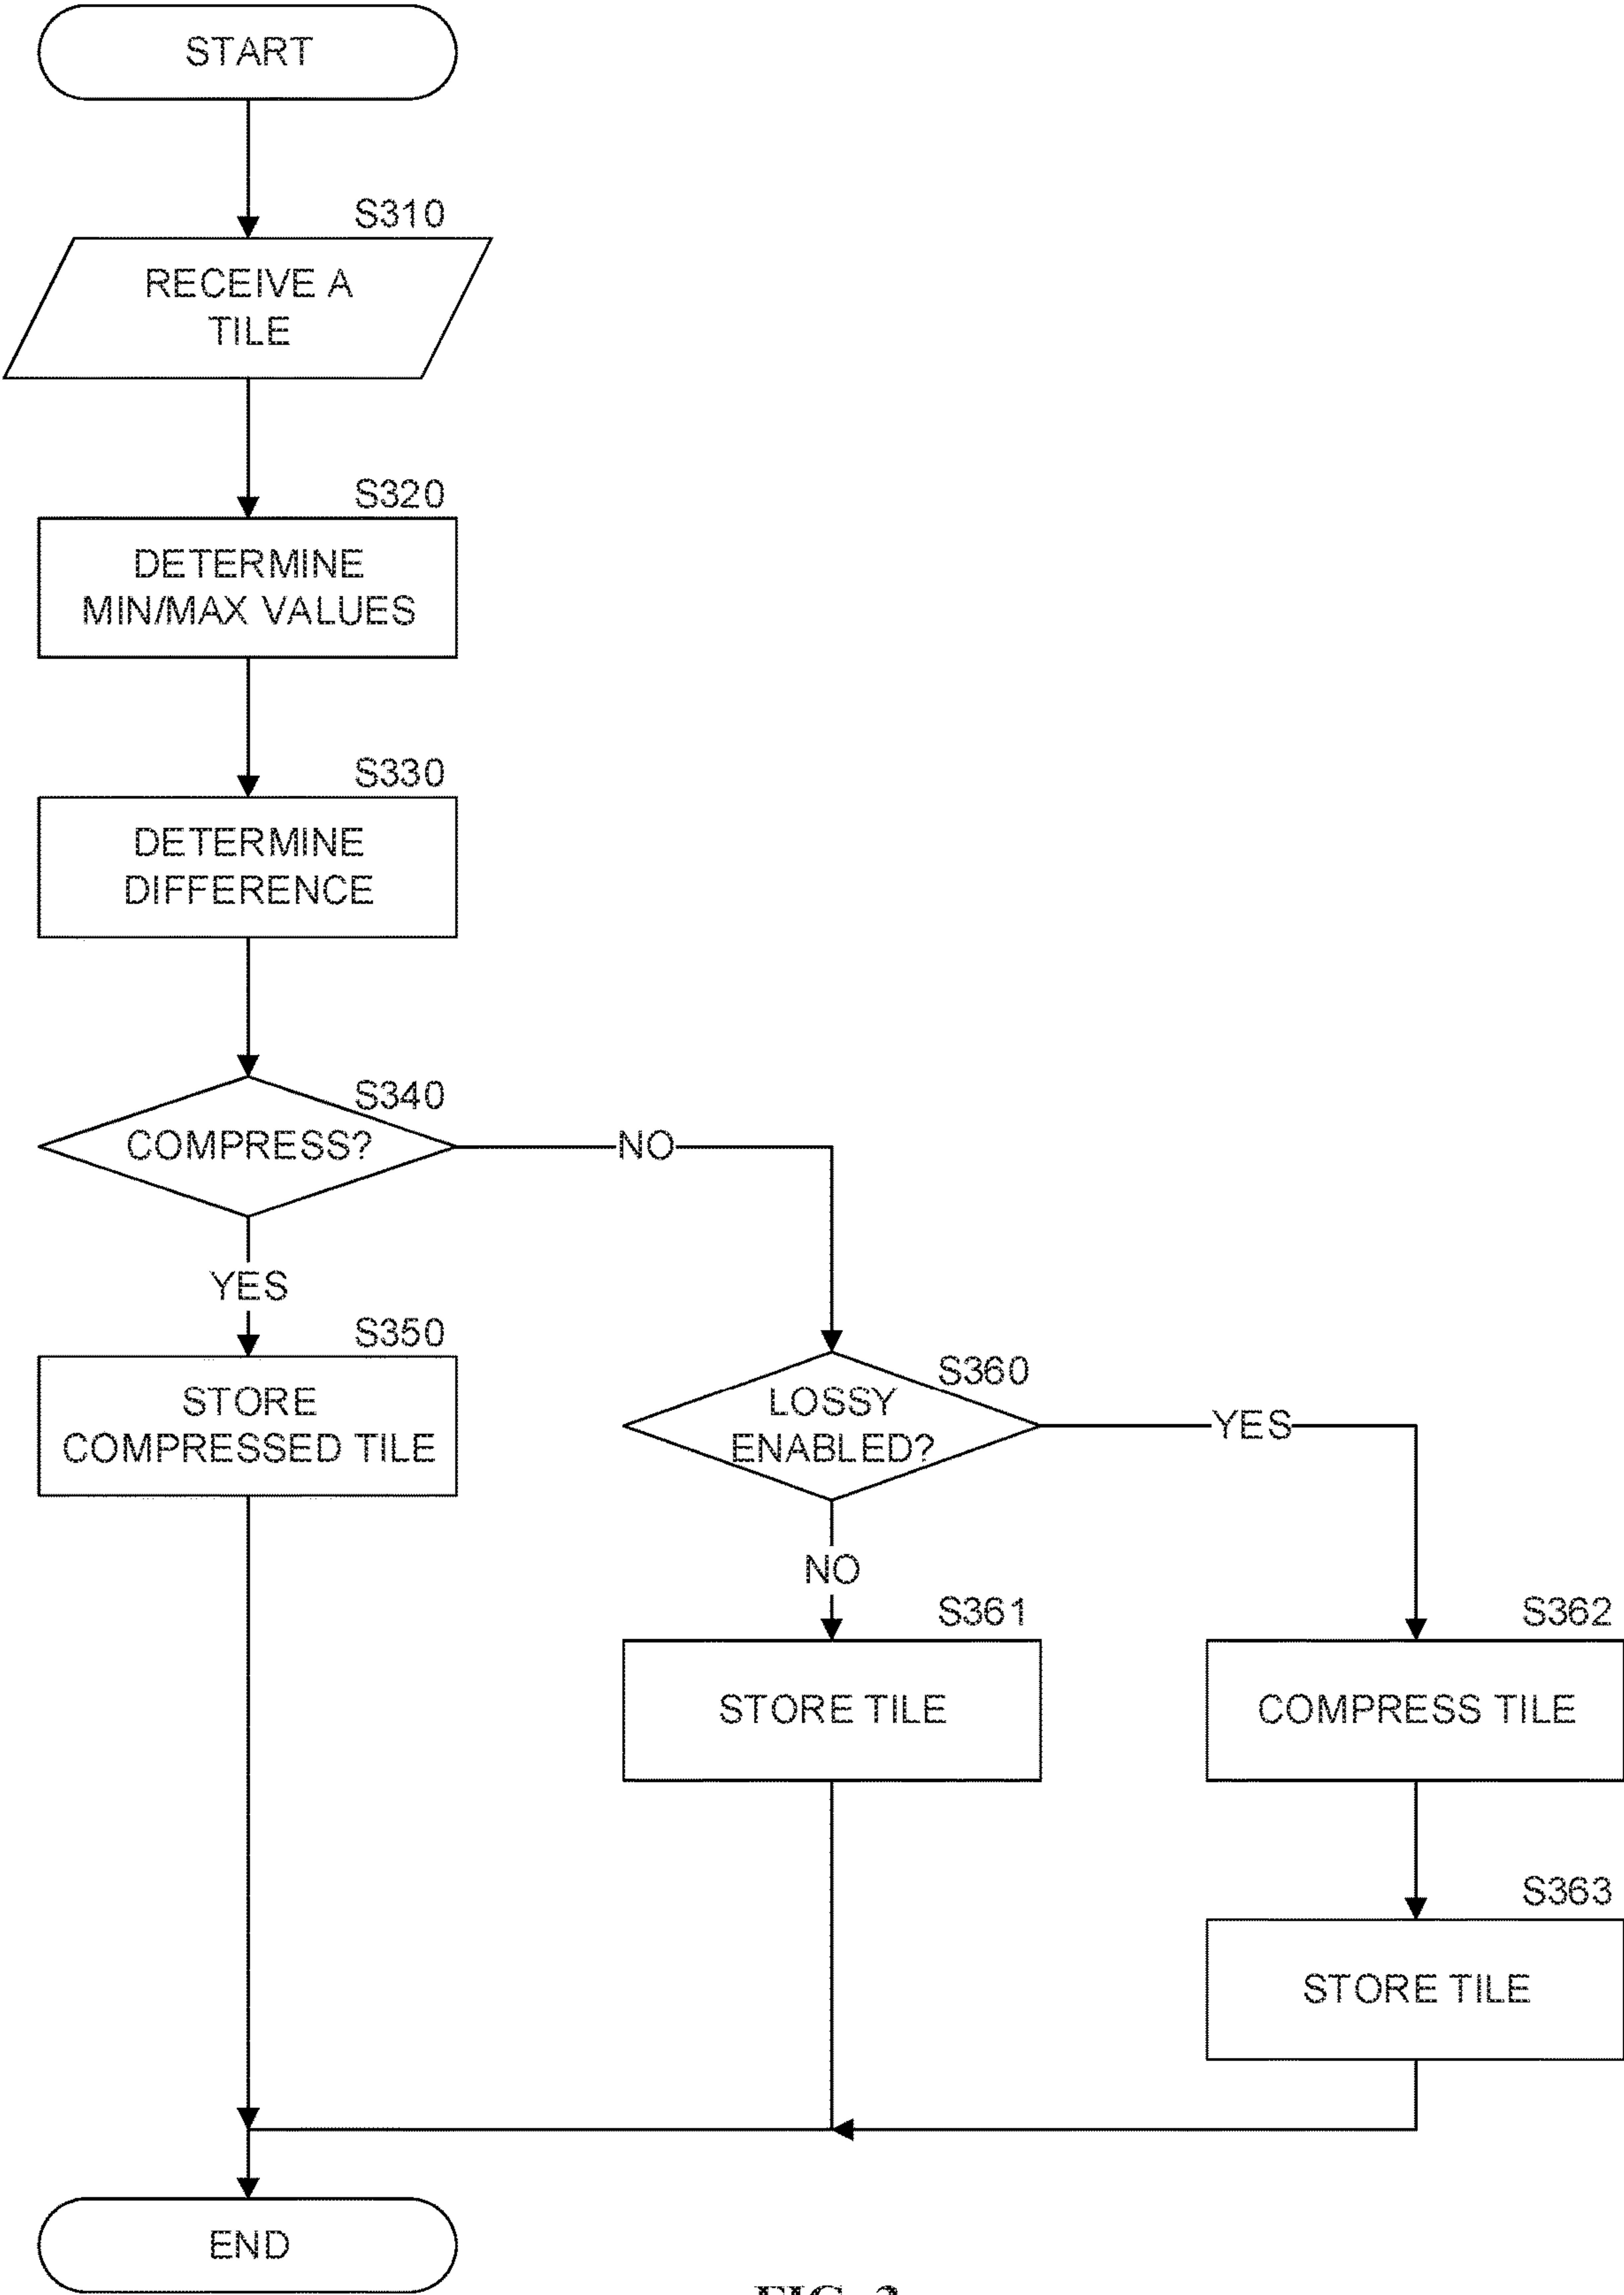 START
S310
RECEIVE A
TILE
S320
DETERMINE
MIN/MAX VALUES
S330
DETERMINE
DIFFERENCE
S340
COMPRESS?
NO
YES
S350
STORE
COMPRESSED TILE
S360
LOSSY
ENABLED?
YES
NO
S361
STORE TILE
S362
COMPRESS TILE
S363
STORE TILE
END